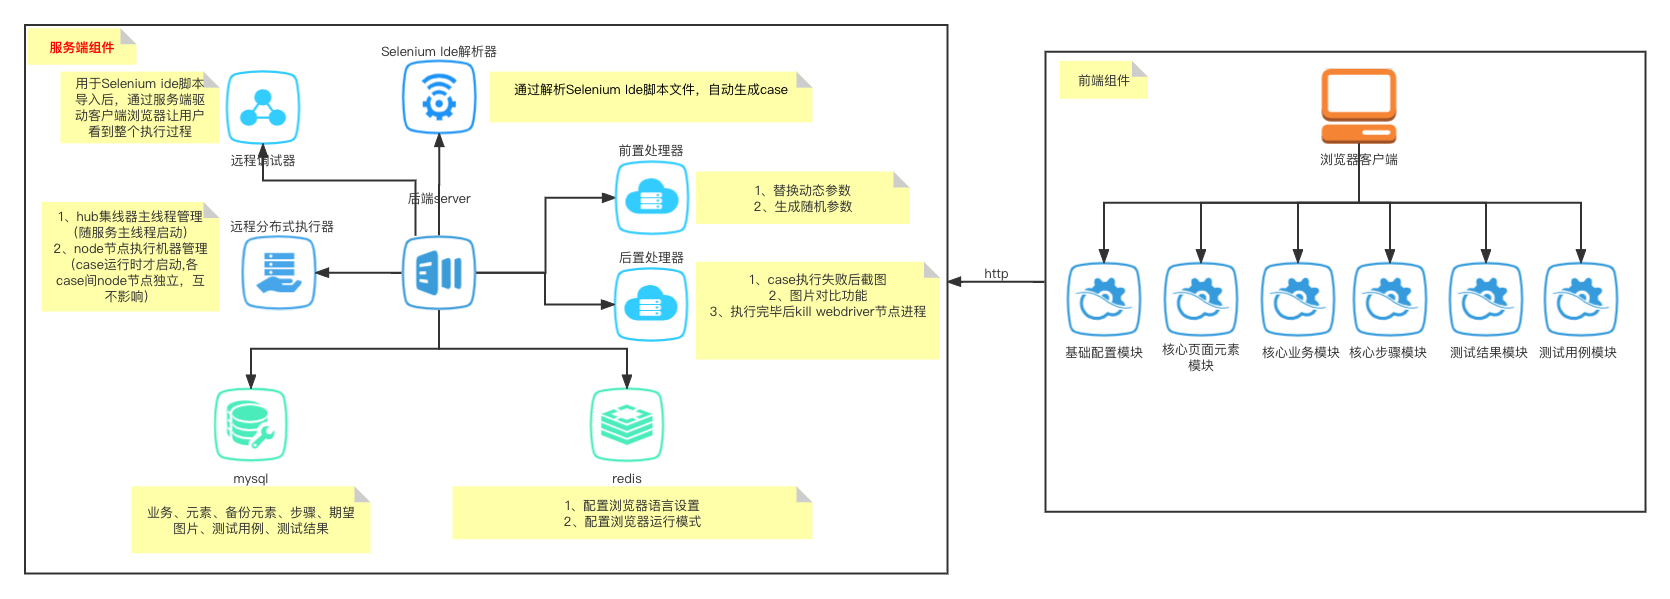 服务端组件
用于Selenium ide脚本
导入后，通过服务端驱
动客户端浏览器让用户
看到整个执行过程
远程调试器
Selenium Ide解析器
通过解析Selenium Ide脚本文件，自动生成case
前置处理器
1、替换动态参数
2、生成随机参数
后端server
1、hub集线器主线程管理
（随服务主线程启动）
2、node节点执行机器管理
（case运行时才启动,各
case间node节点独立，互
不影响）
远程分布式执行器
后置处理器
1、case执行失败后截图
2、图片对比功能
3、执行完毕后kill webdriver节点进程
mysql
业务、元素、备份元素、步骤、期望
图片、测试用例、测试结果
redis
1、配置浏览器语言设置
2、配置浏览器运行模式
http
前端组件
浏览器客户端
基础配置模块
核心页面元素
模块
核心业务模块
核心步骤模块
测试结果模块
测试用例模块